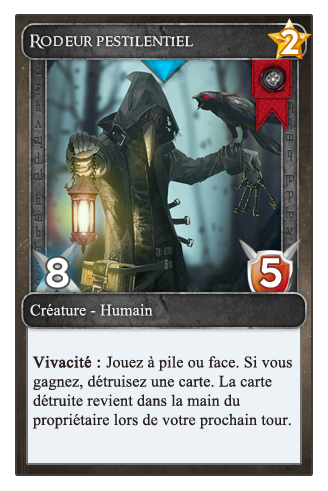 RODEUR PESTILENTIEL
2
8
5
Créature - Humain
Vivacité : Jouez à pile ou face. Si vous
gagnez, détruisez une carte. La carte
détruite revient dans la main du
propriétaire lors de votre prochain tour.